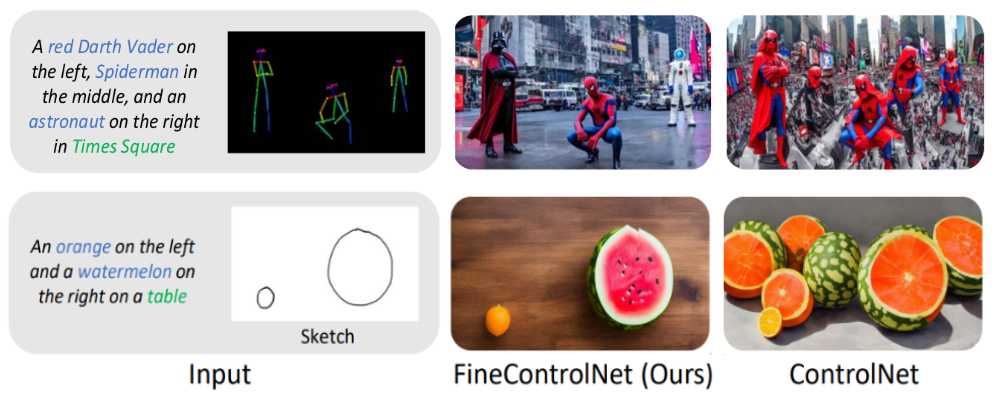 A red Darth Vader on
the left, Spiderman in
the middle, and an
astronaut on the right
in Times Square
An orange on the left
and a watermelon on
the right on a table
Sketch
Input
FineControlNet (Ours)
ControlNet